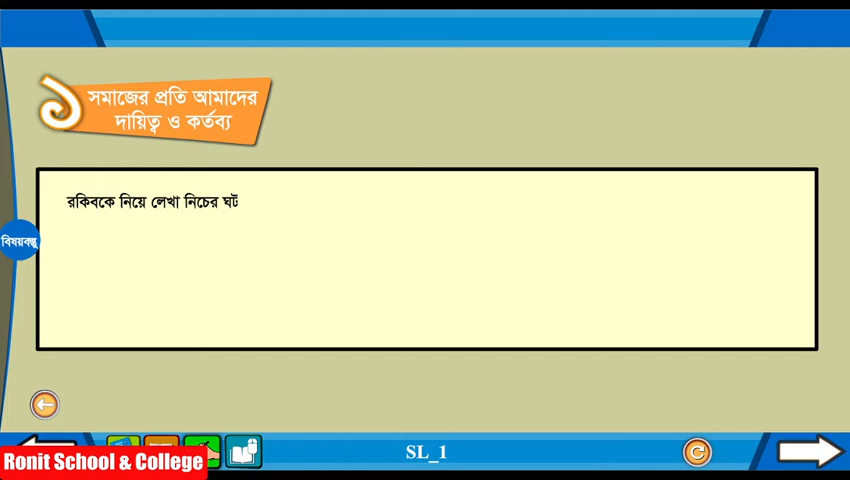 ১
সমাজের প্রতি আমাদের
দায়িত্ব ও কর্তব্য
রকিবকে নিয়ে লেখা নিচের ঘট
বিষয়বস্তু
SL_1
Ronit School & College